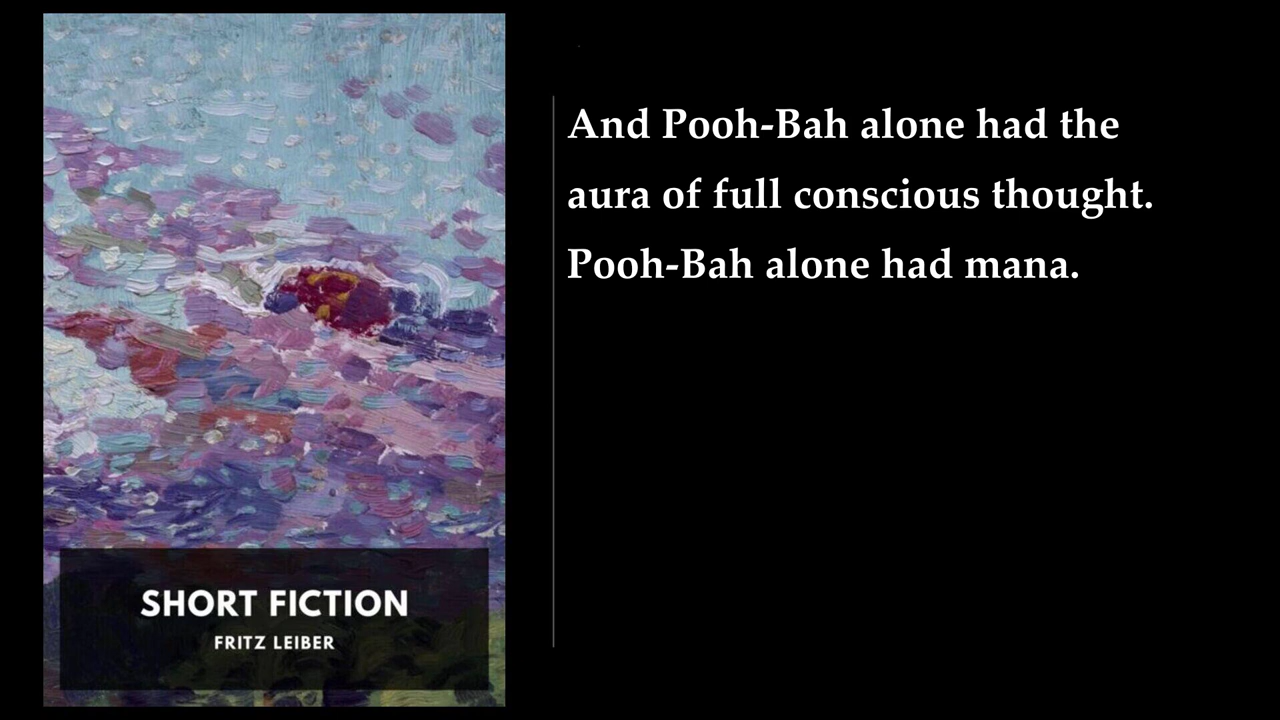 And Pooh-Bah alone had the
aura of full conscious thought.
Pooh-Bah alone had mana.
SHORT FICTION
FRITZ LEIBER